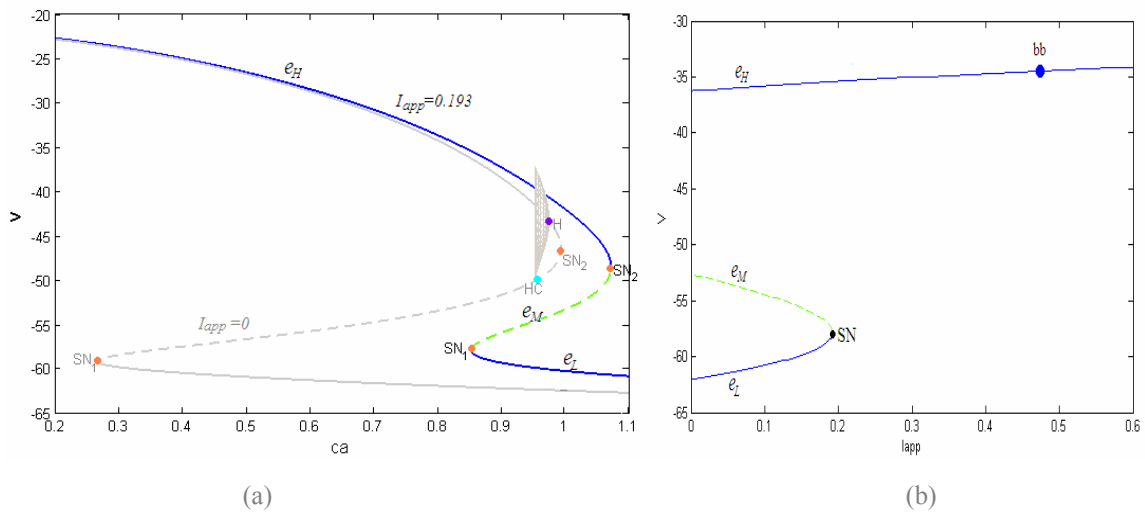 -20
-25
-30
-35
-40
-45
-50
-55
-60
-65
V
e_H
I_app=0.193
H
SN_2
HC
SN_2
e_M
I_app=0
SN_1
SN_1
e_L
0.2 0.3 0.4 0.5 0.6 0.7 0.8 0.9 1 1.1
ca
(a)
-30
-35
-40
-45
-50
-55
-60
-65
V
bb
e_H
e_M
SN
e_L
0 0.1 0.2 0.3 0.4 0.5 0.6
Iapp
(b)